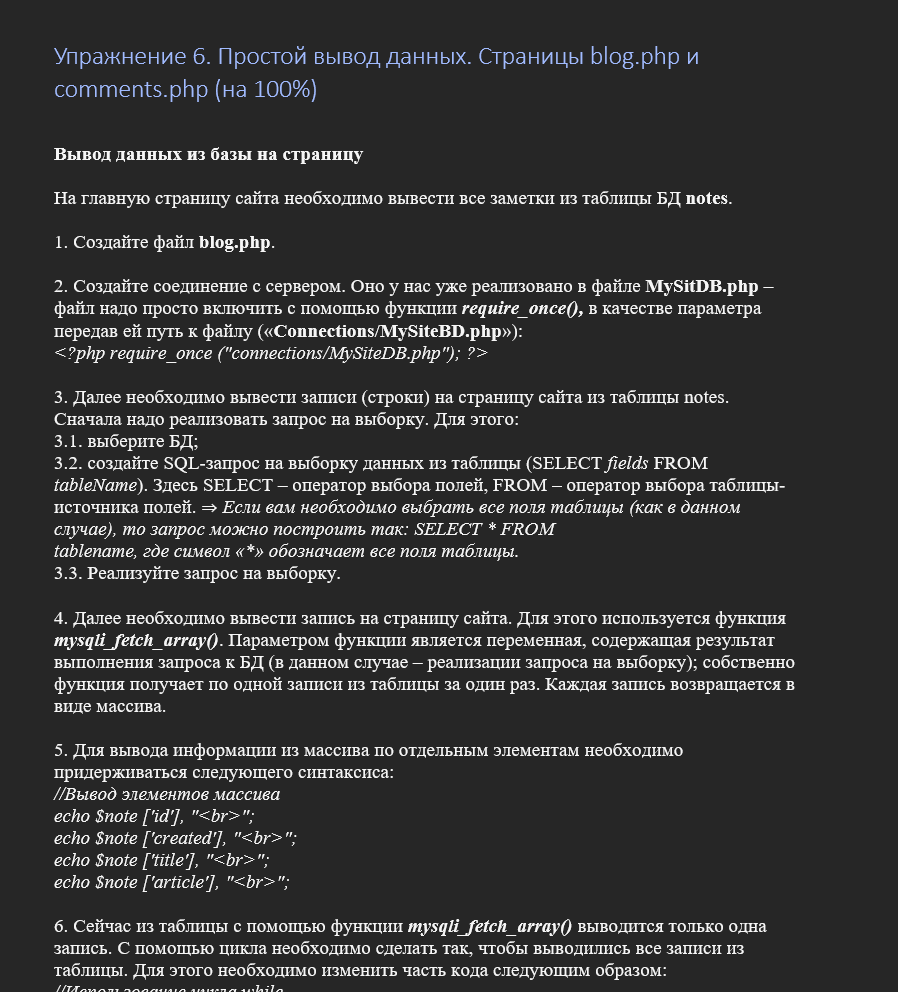 Упражнение 6. Простой вывод данных. Страницы blog.php и
comments.php (на 100%)
Вывод данных из базы на страницу
На главную страницу сайта необходимо вывести все заметки из таблицы БД notes.
1. Создайте файл blog.php.
2. Создайте соединение с сервером. Оно у нас уже реализовано в файле MySitDB.php –
файл надо просто включить с помощью функции require_once(), в качестве параметра
передав ей путь к файлу («Connections/MySiteBD.php»):
<?php require_once ("connections/MySiteDB.php"); ?>
3. Далее необходимо вывести записи (строки) на страницу сайта из таблицы notes.
Сначала надо реализовать запрос на выборку. Для этого:
3.1. выберите БД;
3.2. создайте SQL-запрос на выборку данных из таблицы (SELECT fields FROM
tableName). Здесь SELECT – оператор выбора полей, FROM – оператор выбора таблицы-
источника полей. ⇒ Если вам необходимо выбрать все поля таблицы (как в данном
случае), то запрос можно построить так: SELECT * FROM
tablename, где символ «*» обозначает все поля таблицы.
3.3. Реализуйте запрос на выборку.
4. Далее необходимо вывести запись на страницу сайта. Для этого используется функция
mysqli_fetch_array(). Параметром функции является переменная, содержащая результат
выполнения запроса к БД (в данном случае – реализации запроса на выборку); собственно
функция получает по одной записи из таблицы за один раз. Каждая запись возвращается в
виде массива.
5. Для вывода информации из массива по отдельным элементам необходимо
придерживаться следующего синтаксиса:
//Вывод элементов массива
echo $note ['id'], "<br>";
echo $note ['created'], "<br>";
echo $note ['title'], "<br>";
echo $note ['article'], "<br>";
6. Сейчас из таблицы с помощью функции mysqli_fetch_array() выводится только одна
запись. С помощью цикла необходимо сделать так, чтобы выводились все записи из
таблицы. Для этого необходимо изменить часть кода следующим образом:
//Использование цикла while